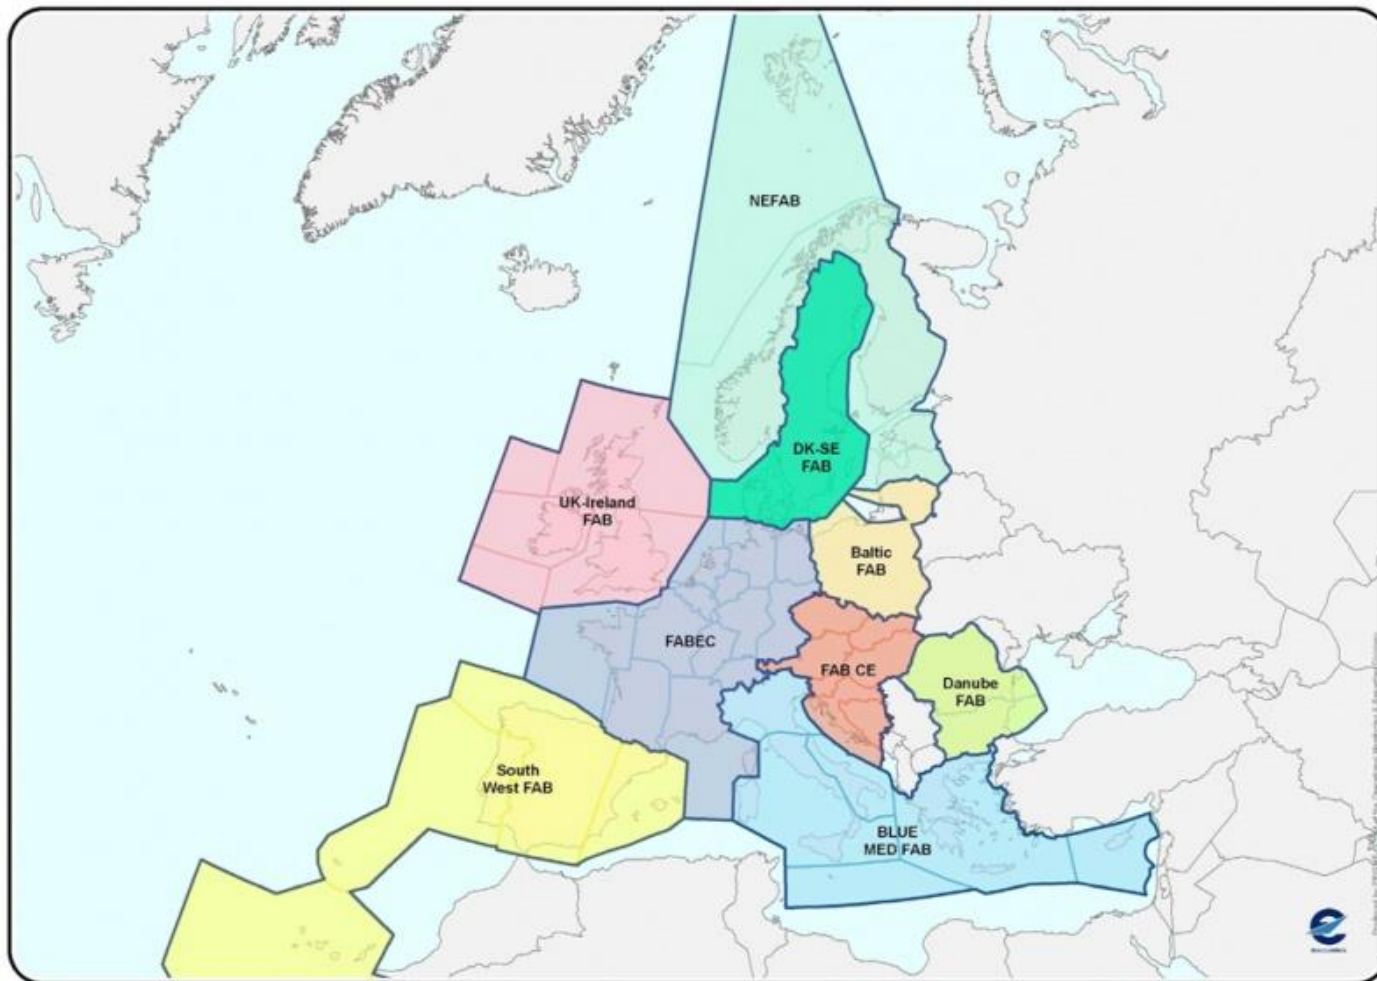 NEFAB
DK-SE
FAB
UK-Ireland
FAB
Baltic
FAB
FABEC
FAB CE
Danube
FAB
South
West FAB
BLUE
MED FAB